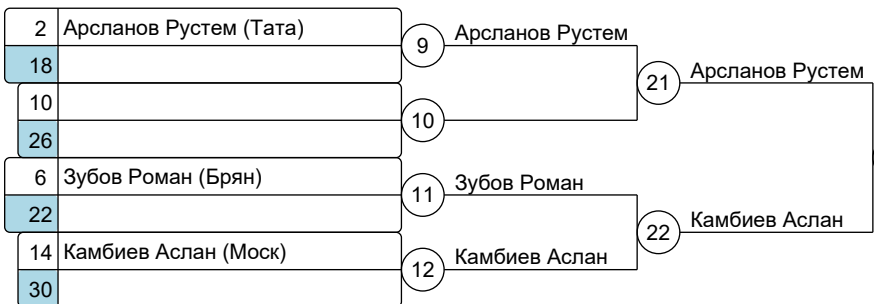 2 Арсланов Рустем (Тата)
9 Арсланов Рустем
18
21 Арсланов Рустем
10
10
26
6 Зубов Роман (Брян)
11 Зубов Роман
22
22 Камбиев Аслан
14 Камбиев Аслан (Моск)
12 Камбиев Аслан
30